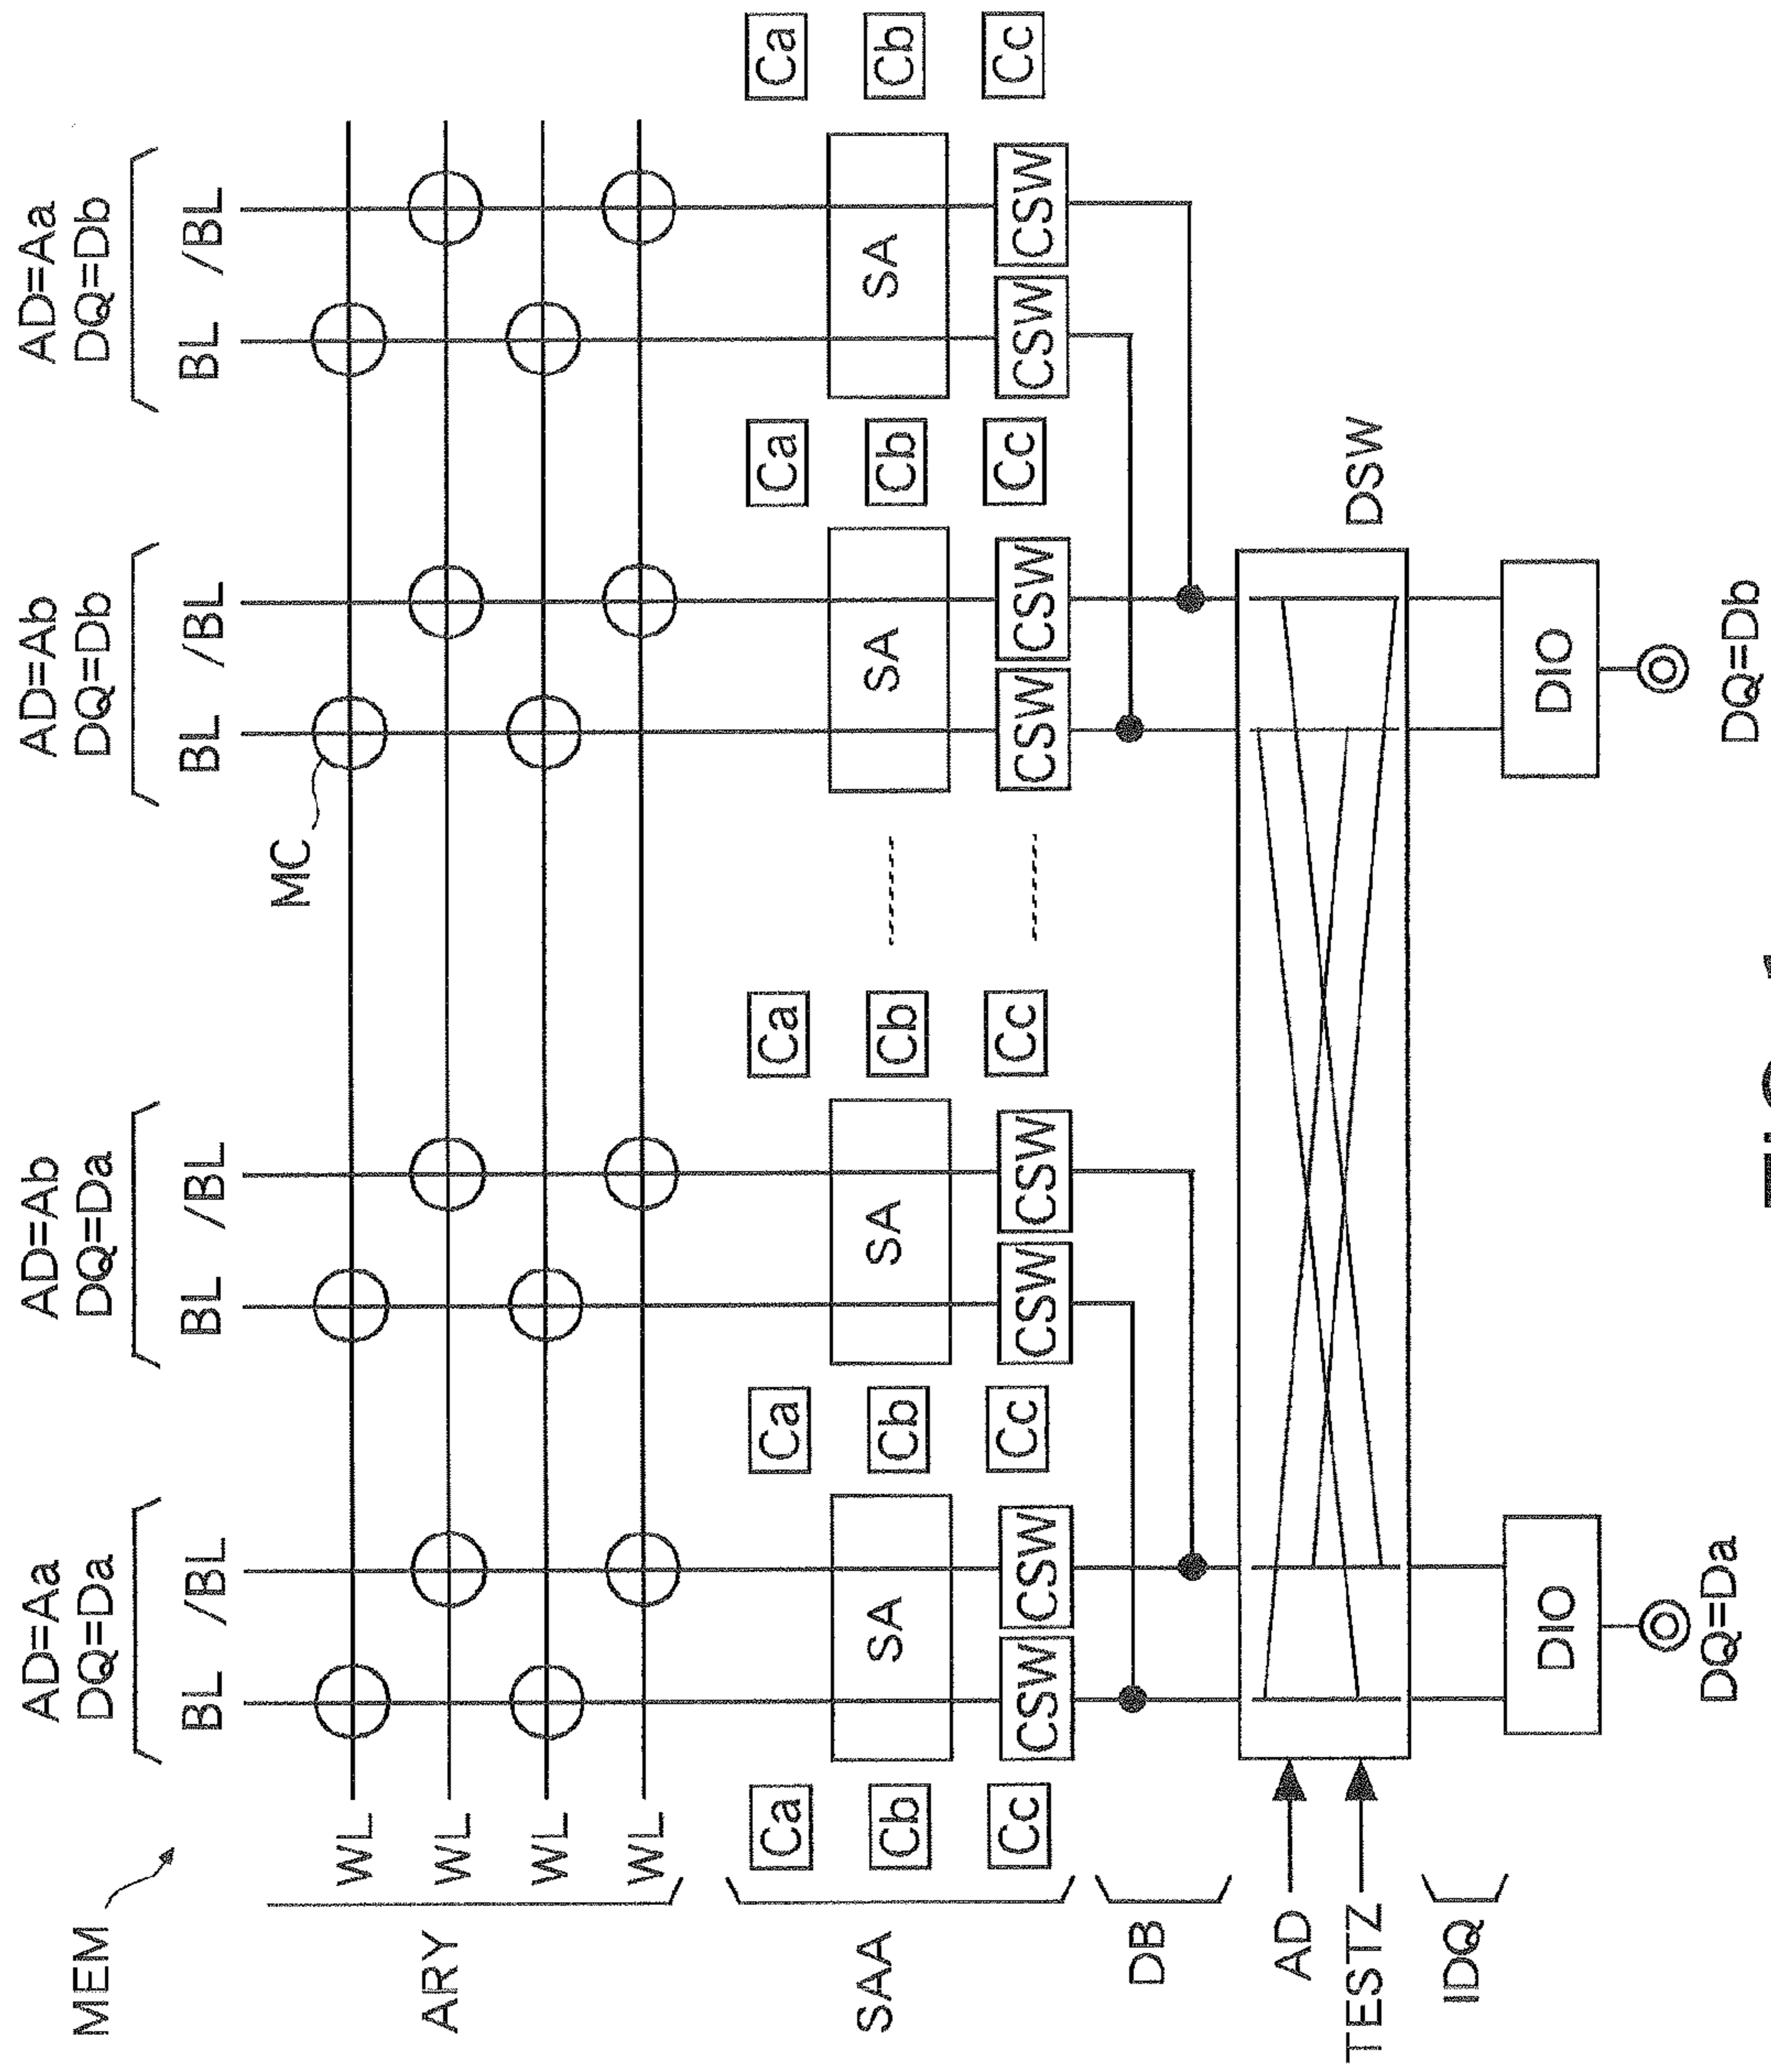 MEM
AD=Aa
DQ=Da
AD=Ab
DQ=Da
AD=Ab
DQ=Db
AD=Aa
DQ=Db
BL /BL BL /BL BL /BL BL /BL
MC
WL
WL
WL
WL
ARY
Ca Ca Ca Ca Ca
Cb SA Cb SA Cb SA Cb SA Cb
Cc CSW CSW Cc CSW CSW Cc CSW CSW Cc CSW CSW Cc
SAA
DB
AD
TESTZ
DSW
IDQ
DIO DIO
DQ=Da DQ=Db